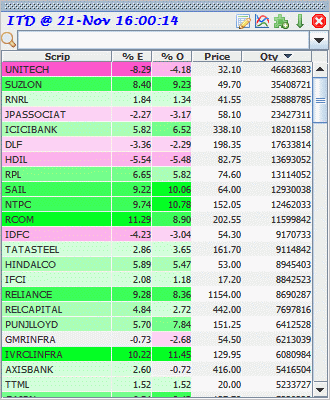 ITD @ 21-Nov 16:00:14
Scrip % E % O Price Qty
UNITECH -8.29 -4.18 32.10 46683683
SUZLON 8.40 9.23 49.70 35408721
RNRL 1.84 1.34 41.55 25888785
JPASSOCIAT -2.27 -3.17 58.10 23427311
ICICIBANK 5.82 6.52 338.10 18201158
DLF -3.36 -2.29 198.35 17633814
HDIL -5.54 -5.48 82.75 13693052
RPL 6.65 5.82 74.60 13114052
SAIL 9.22 10.06 64.00 12930038
NTPC 9.74 10.78 152.05 12462033
RCOM 11.29 8.90 202.55 11599842
IDFC -4.23 -3.04 54.30 9170733
TATASTEEL 2.86 3.65 161.70 9114842
HINDALCO 5.89 5.47 53.00 8945403
IFCI 2.08 1.18 17.20 8842523
RELIANCE 9.28 8.36 1154.00 8690287
RELCAPITAL 4.84 2.72 442.00 7697816
PUNJLLOYD 5.70 7.84 151.25 6412528
GMRINFRA -0.73 -2.68 54.50 6213039
IVRCLINFRA 10.22 11.45 129.95 6080984
AXISBANK 2.60 -0.72 416.00 5416504
TTML 1.52 1.52 20.00 5233727